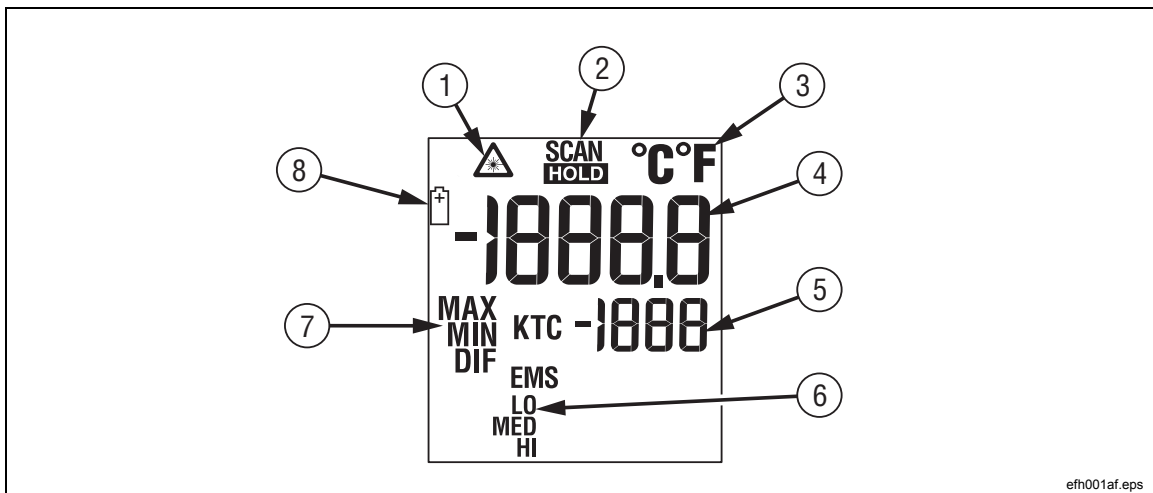 1
2
3
8
SCAN
HOLD
°C°F
4
-1888.8
5
7
MAX
MIN
DIF
KTC -1888
EMS
LO
MED
HI
6
efh001af.eps